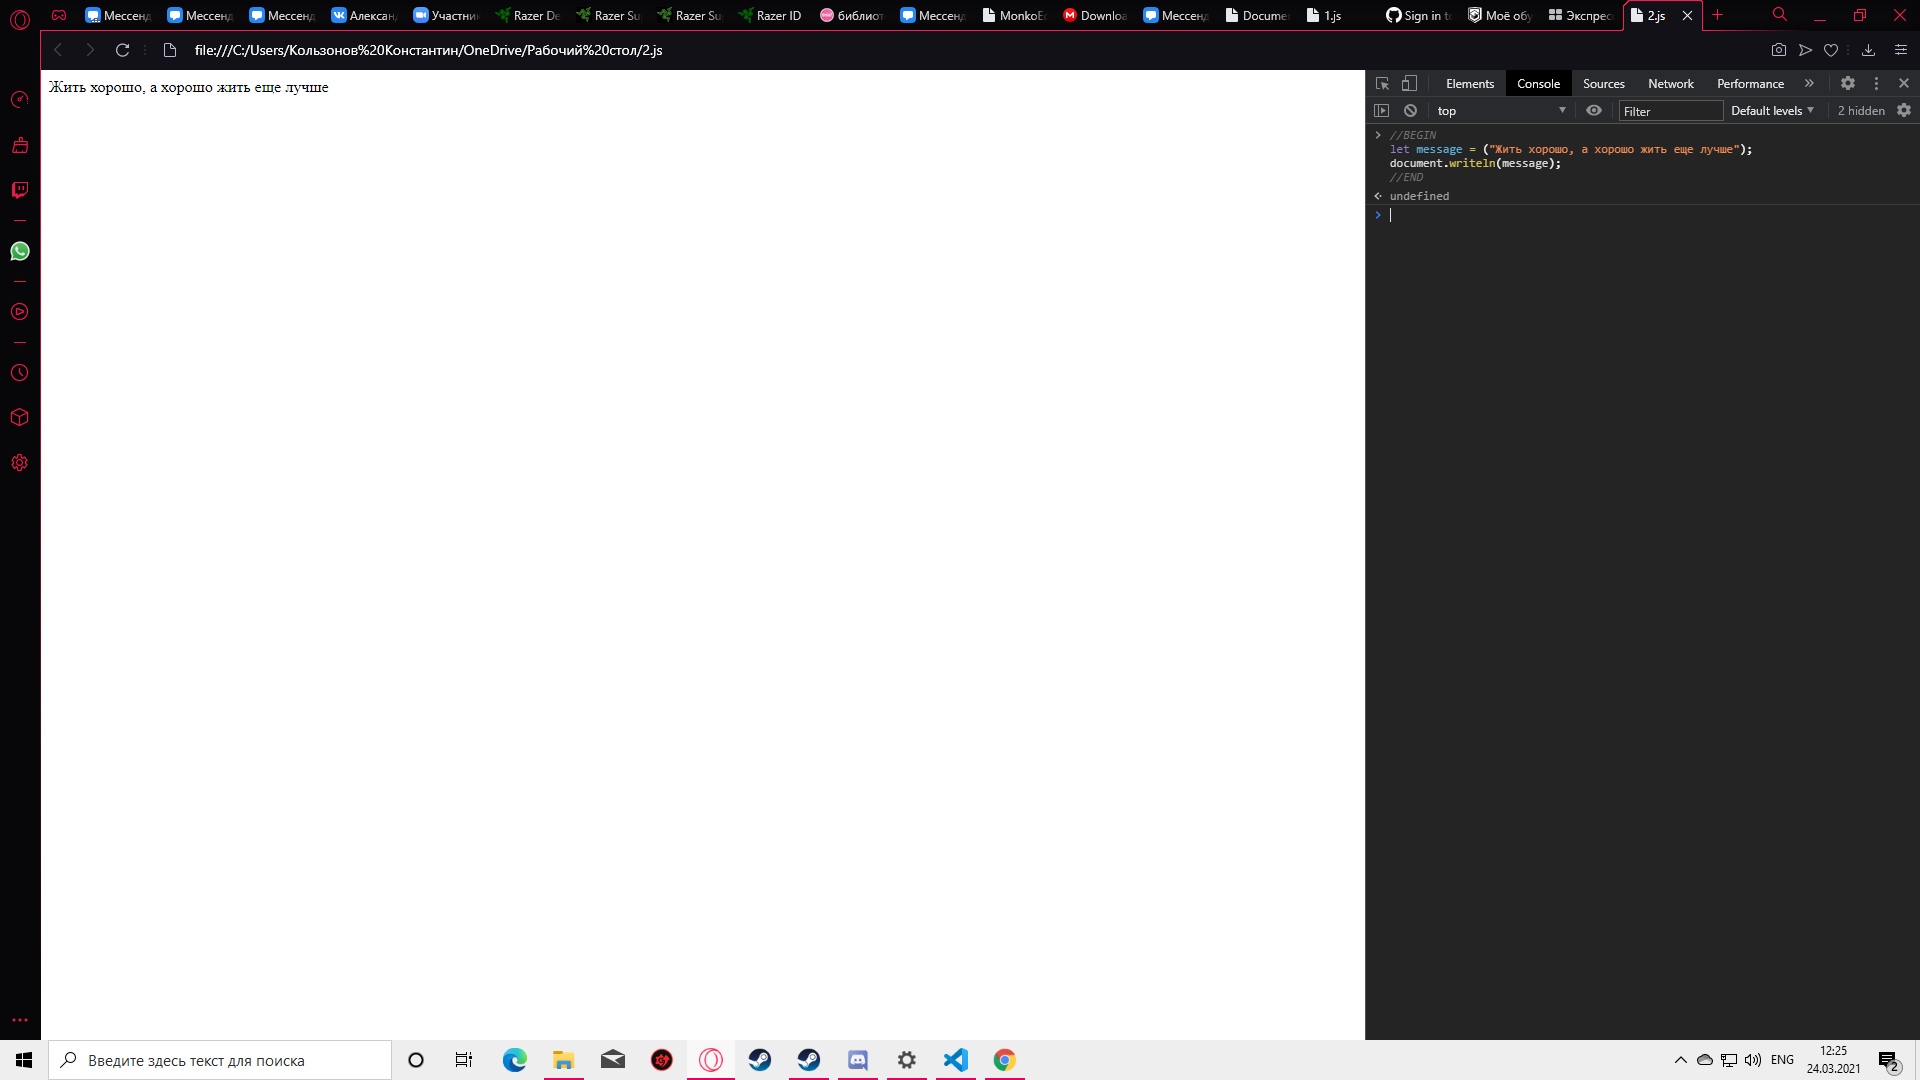 Мессенд
Мессенд
Мессенд
Алексан
Участни
Razer De
Razer Su
Razer Su
Razer ID
библиот
Мессенд
MonkoEc
Downloa
Мессенд
Docume
1.js
Sign in to
Моё обу
Экспрес
2.js
file:///C:/Users/Кользонов%20Константин/OneDrive/Рабочий%20стол/2.js
Жить хорошо, а хорошо жить еще лучше
Elements Console Sources Network Performance »
top Filter Default levels 2 hidden
//BEGIN
let message = ("Жить хорошо, а хорошо жить еще лучше");
document.writeln(message);
//END
undefined
Введите здесь текст для поиска
ENG
12:25
24.03.2021
2